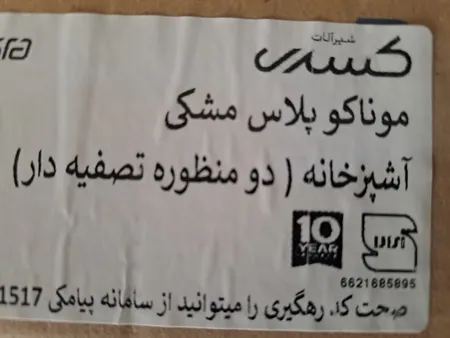 شیرآلات
کسری
موناکو پلاس مشکی
آشپزخانه ( دو منظوره تصفیه دار)
10
YEAR
6621685895
صحت کد رهگیری را میتوانید از سامانه پیامکی 1517